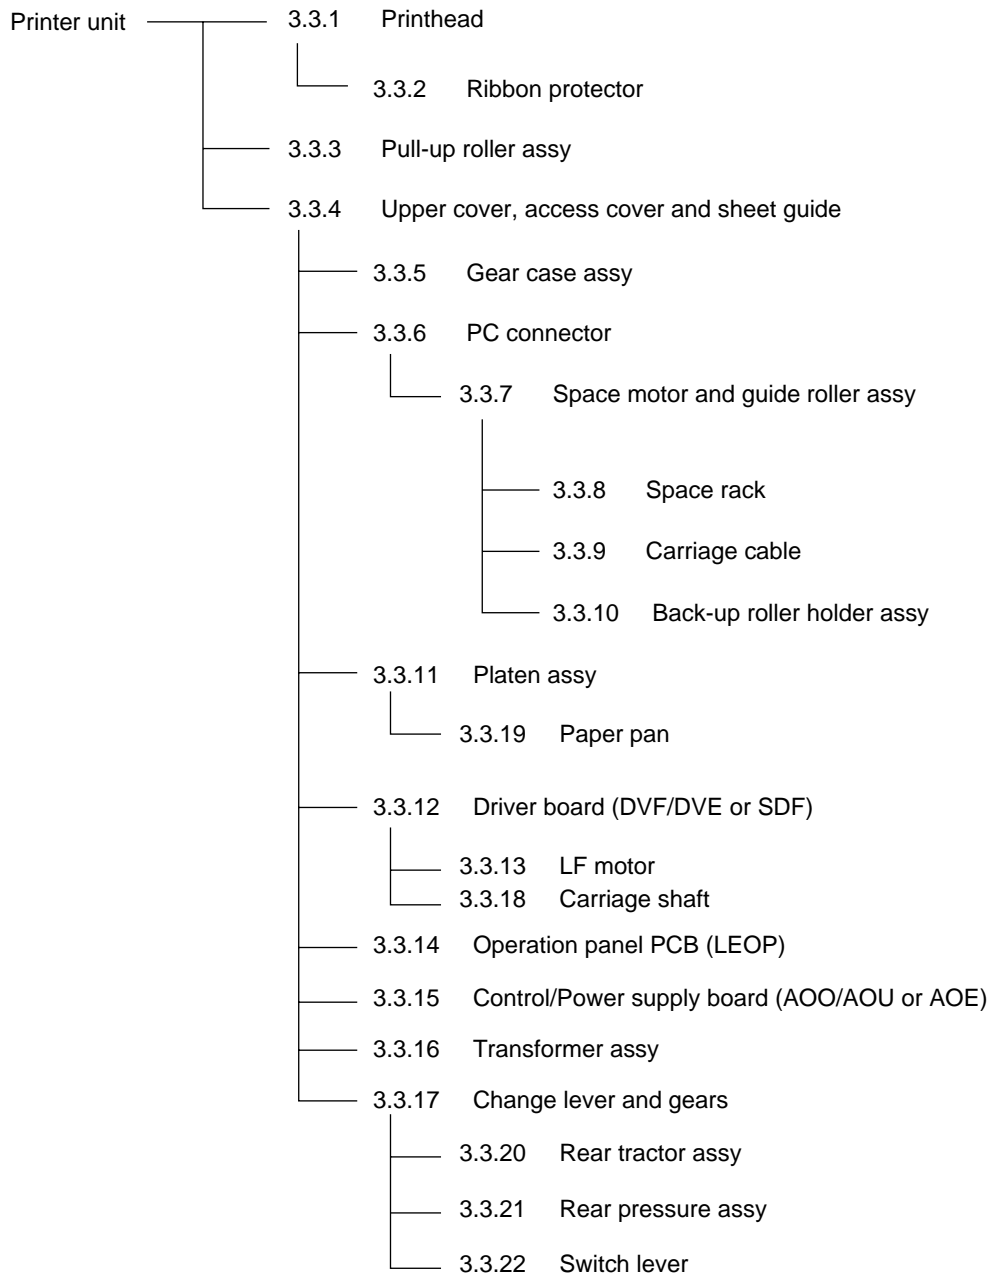 Printer unit 3.3.1 Printhead
3.3.2 Ribbon protector
3.3.3 Pull-up roller assy
3.3.4 Upper cover, access cover and sheet guide
3.3.5 Gear case assy
3.3.6 PC connector
3.3.7 Space motor and guide roller assy
3.3.8 Space rack
3.3.9 Carriage cable
3.3.10 Back-up roller holder assy
3.3.11 Platen assy
3.3.19 Paper pan
3.3.12 Driver board (DVF/DVE or SDF)
3.3.13 LF motor
3.3.18 Carriage shaft
3.3.14 Operation panel PCB (LEOP)
3.3.15 Control/Power supply board (AOO/AOU or AOE)
3.3.16 Transformer assy
3.3.17 Change lever and gears
3.3.20 Rear tractor assy
3.3.21 Rear pressure assy
3.3.22 Switch lever